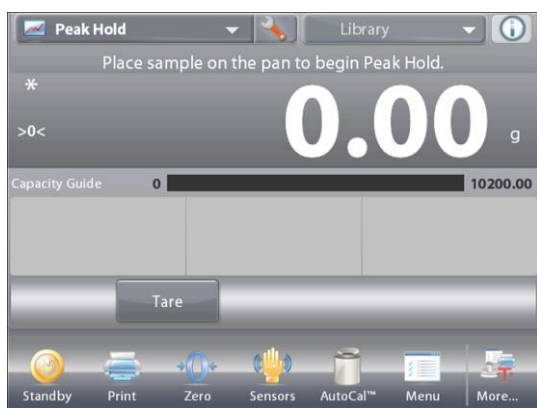 Peak Hold Library
Place sample on the pan to begin Peak Hold.
*
>0< 0.00 g
Capacity Guide 0 10200.00
Tare
Standby Print Zero Sensors AutoCal™ Menu More...